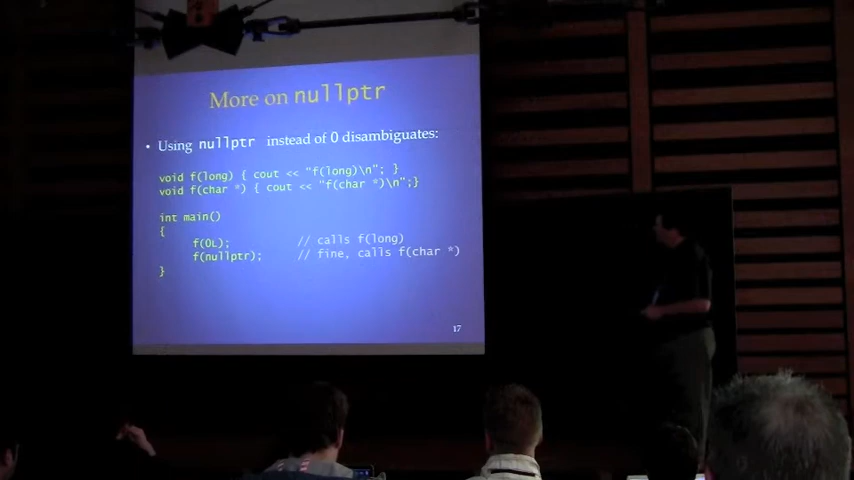 More on nullptr
• Using nullptr instead of 0 disambiguates:
void f(long) { cout << "f(long)\n"; }
void f(char *) { cout << "f(char *)\n";}
int main()
{
f(0L); // calls f(long)
f(nullptr); // fine, calls f(char *)
}
17